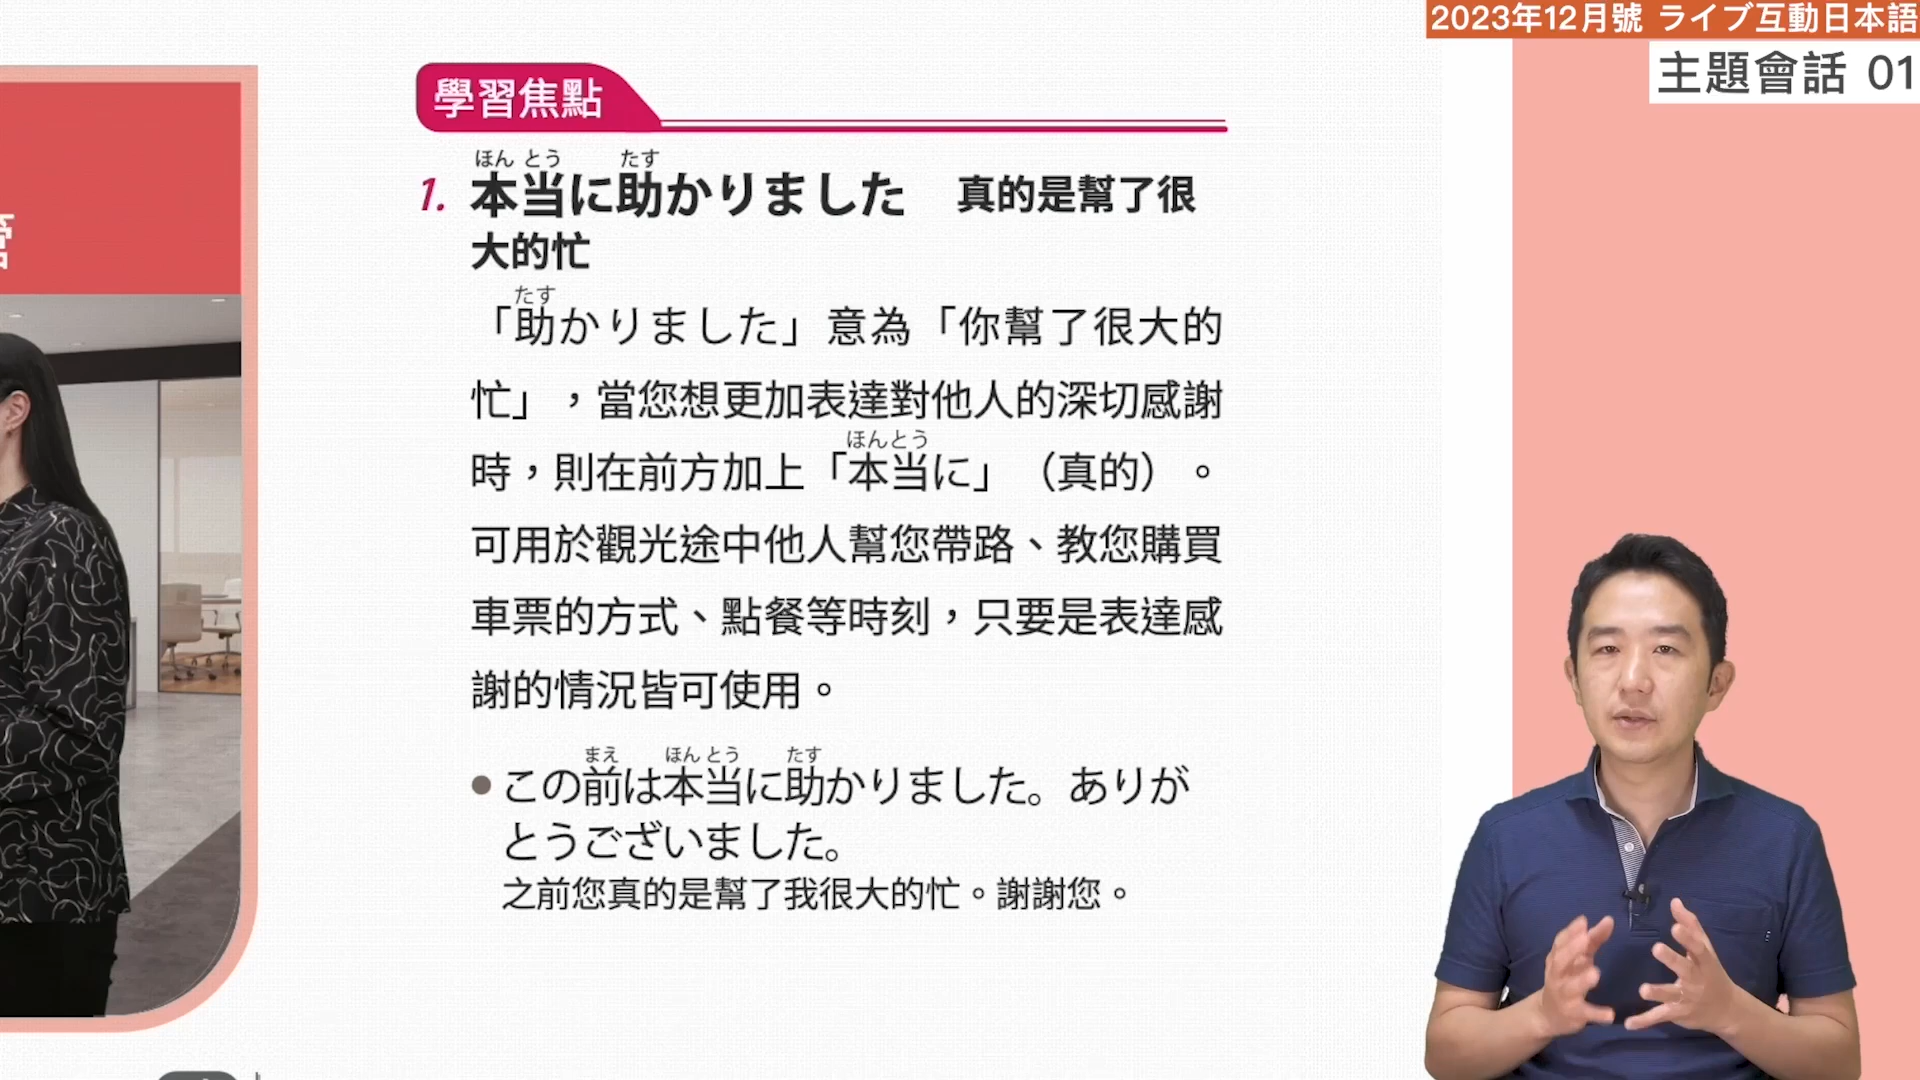 2023年12月號 ライブ互動日本語
主題會話 01
學習焦點
ほん とう たす
1. 本当に助かりました 真的是幫了很
大的忙
たす
「助かりました」意為「你幫了很大的
忙」，當您想更加表達對他人的深切感謝
ほんとう
時，則在前方加上「本当に」（真的）。
可用於觀光途中他人幫您帶路、教您購買
車票的方式、點餐等時刻，只要是表達感
謝的情況皆可使用。
まえ ほん とう たす
●この前は本当に助かりました。ありが
とうございました。
之前您真的是幫了我很大的忙。謝謝您。